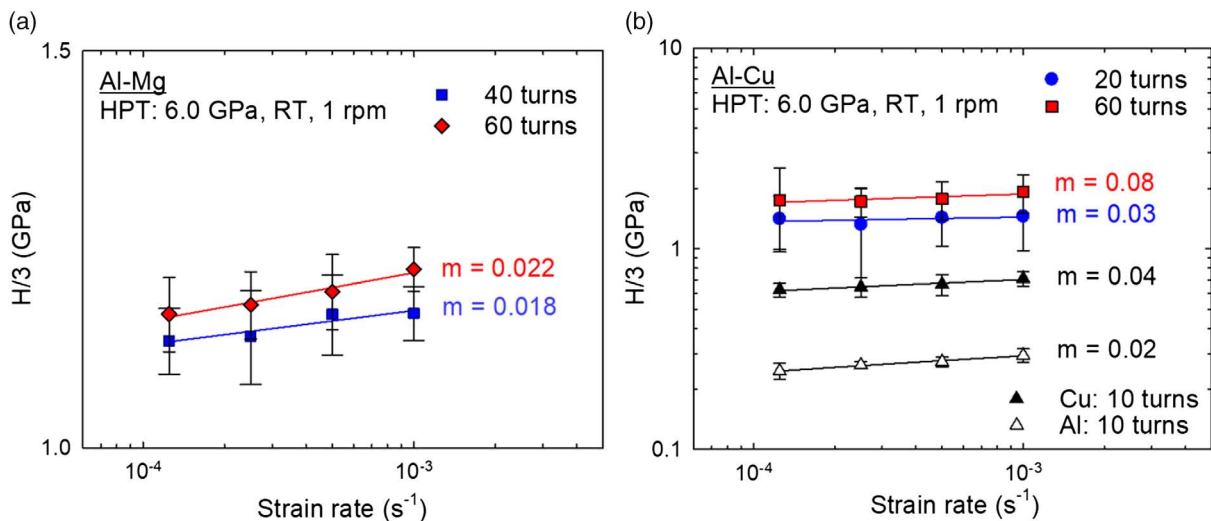 (a)
Al-Mg
HPT: 6.0 GPa, RT, 1 rpm
40 turns
60 turns
m = 0.022
m = 0.018
H/3 (GPa)
1.5
1.0
10⁻⁴
10⁻³
Strain rate (s⁻¹)
(b)
Al-Cu
HPT: 6.0 GPa, RT, 1 rpm
20 turns
60 turns
m = 0.08
m = 0.03
m = 0.04
m = 0.02
Cu: 10 turns
Al: 10 turns
H/3 (GPa)
10
1
0.1
10⁻⁴
10⁻³
Strain rate (s⁻¹)